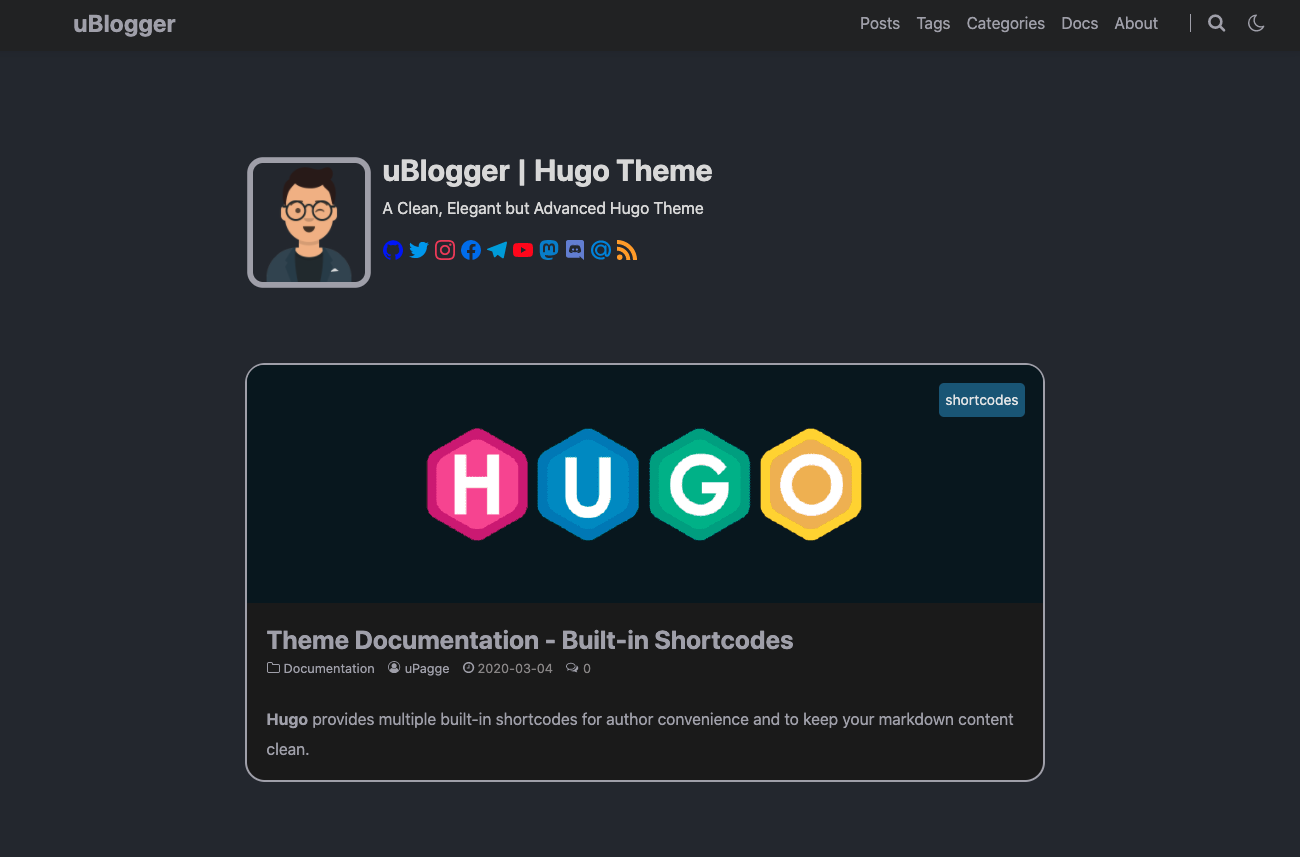 uBlogger
Posts Tags Categories Docs About
uBlogger | Hugo Theme
A Clean, Elegant but Advanced Hugo Theme
shortcodes
HUGO
Theme Documentation - Built-in Shortcodes
Documentation uPagge 2020-03-04 0
Hugo provides multiple built-in shortcodes for author convenience and to keep your markdown content
clean.